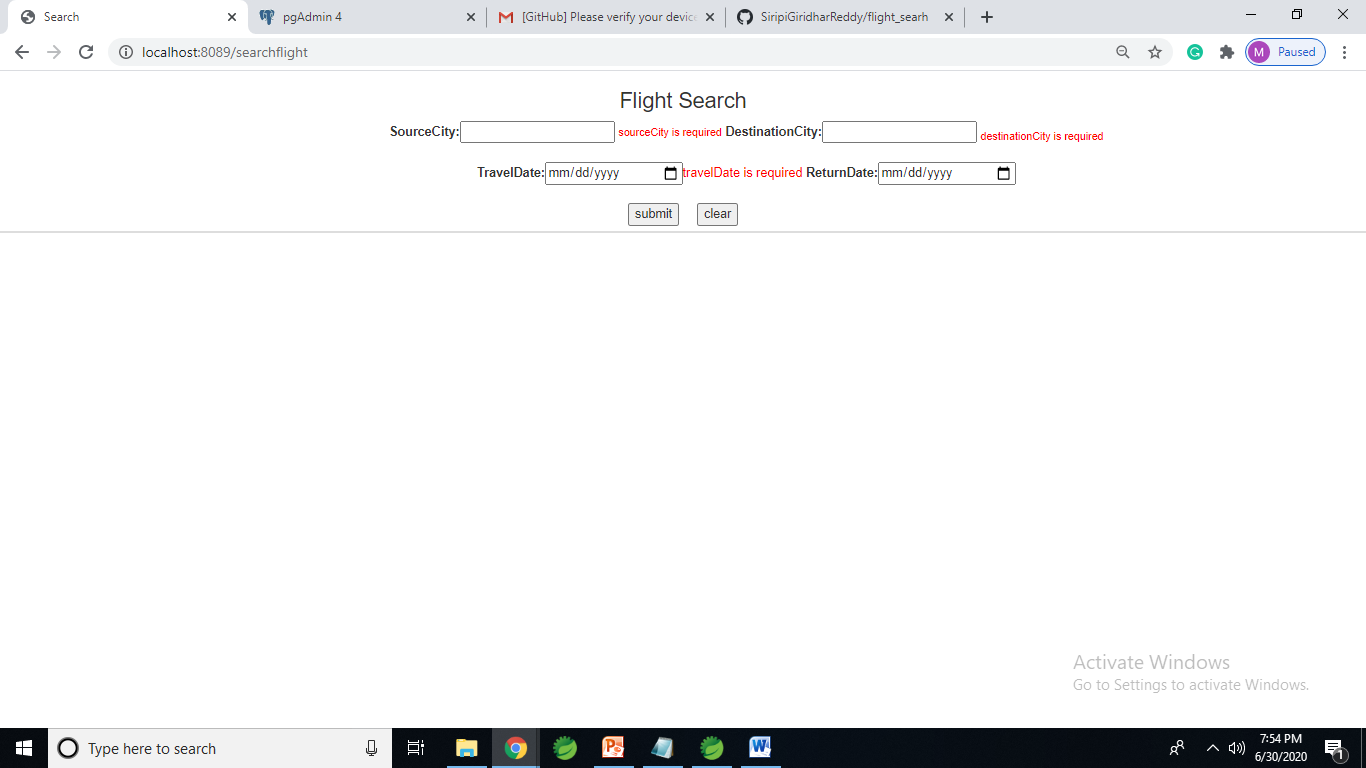 Search
pgAdmin 4
[GitHub] Please verify your device
SiripiGiridharReddy/flight_searh
localhost:8089/searchflight
M Paused
Flight Search
SourceCity: sourceCity is required DestinationCity: destinationCity is required
TravelDate: mm/dd/yyyy travelDate is required ReturnDate: mm/dd/yyyy
submit clear
Activate Windows
Go to Settings to activate Windows.
Type here to search
7:54 PM
6/30/2020
1